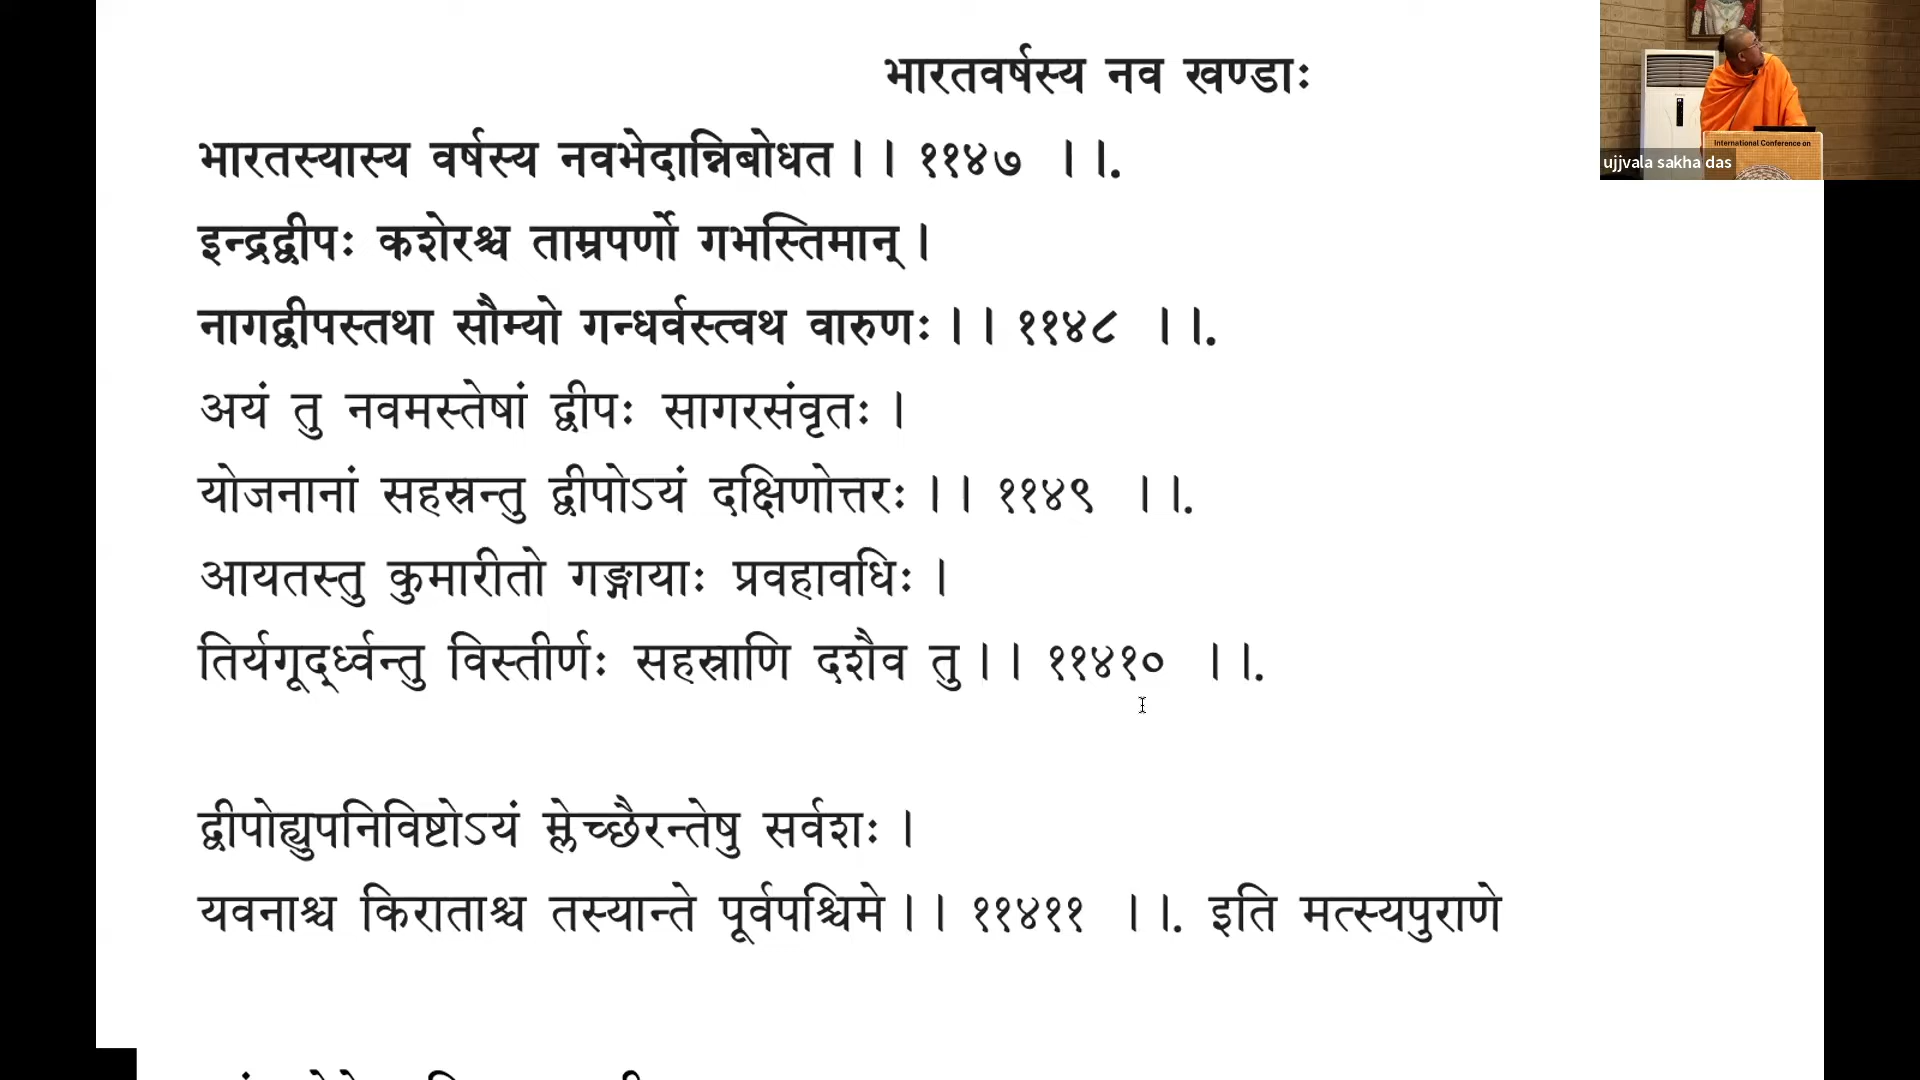 भारतवर्षस्य नव खण्डाः
भारतस्यास्य वर्षस्य नवभेदान्निबोधत।। ११४७ ।।.
इन्द्रद्वीपः कशेरश्च ताम्रपर्णो गभस्तिमान्।
नागद्वीपस्तथा सौम्यो गन्धर्वस्त्वथ वारुणः।। ११४८ ।।.
अयं तु नवमस्तेषां द्वीपः सागरसंवृतः।
योजनानां सहस्रन्तु द्वीपोऽयं दक्षिणोत्तरः।। ११४९ ।।.
आयतस्तु कुमारीतो गङ्गायाः प्रवहावधिः।
तिर्यगूद्र्ध्वन्तु विस्तीर्णः सहस्राणि दशैव तु।। ११४१० ।।.
द्वीपोह्युपनिविष्टोऽयं म्लेच्छैरन्तेषु सर्वशः।
यवनाश्च किराताश्च तस्यान्ते पूर्वपश्चिमे।। ११४११ ।।. इति मत्स्यपुराणे
International Conference on
ujjvala sakha das